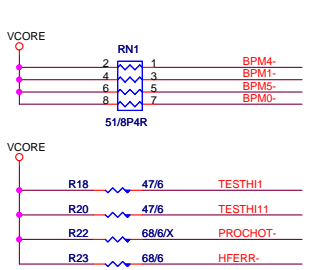 VCORE
RN1
2 1 BPM4-
4 3 BPM1-
6 5 BPM5-
8 7 BPM0-
51/8P4R
VCORE
R18 47/6 TESTHI1
R20 47/6 TESTHI11
R22 68/6/X PROCHOT-
R23 68/6 HFERR-